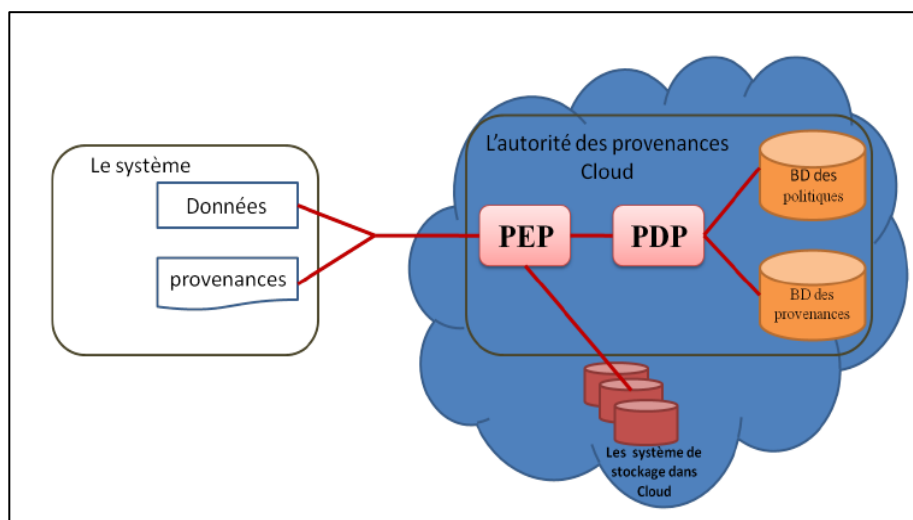 Le système
Données
provenances
L'autorité des provenances
Cloud
PEP
PDP
BD des
politiques
BD des
provenances
Les système de
stockage dans
Cloud